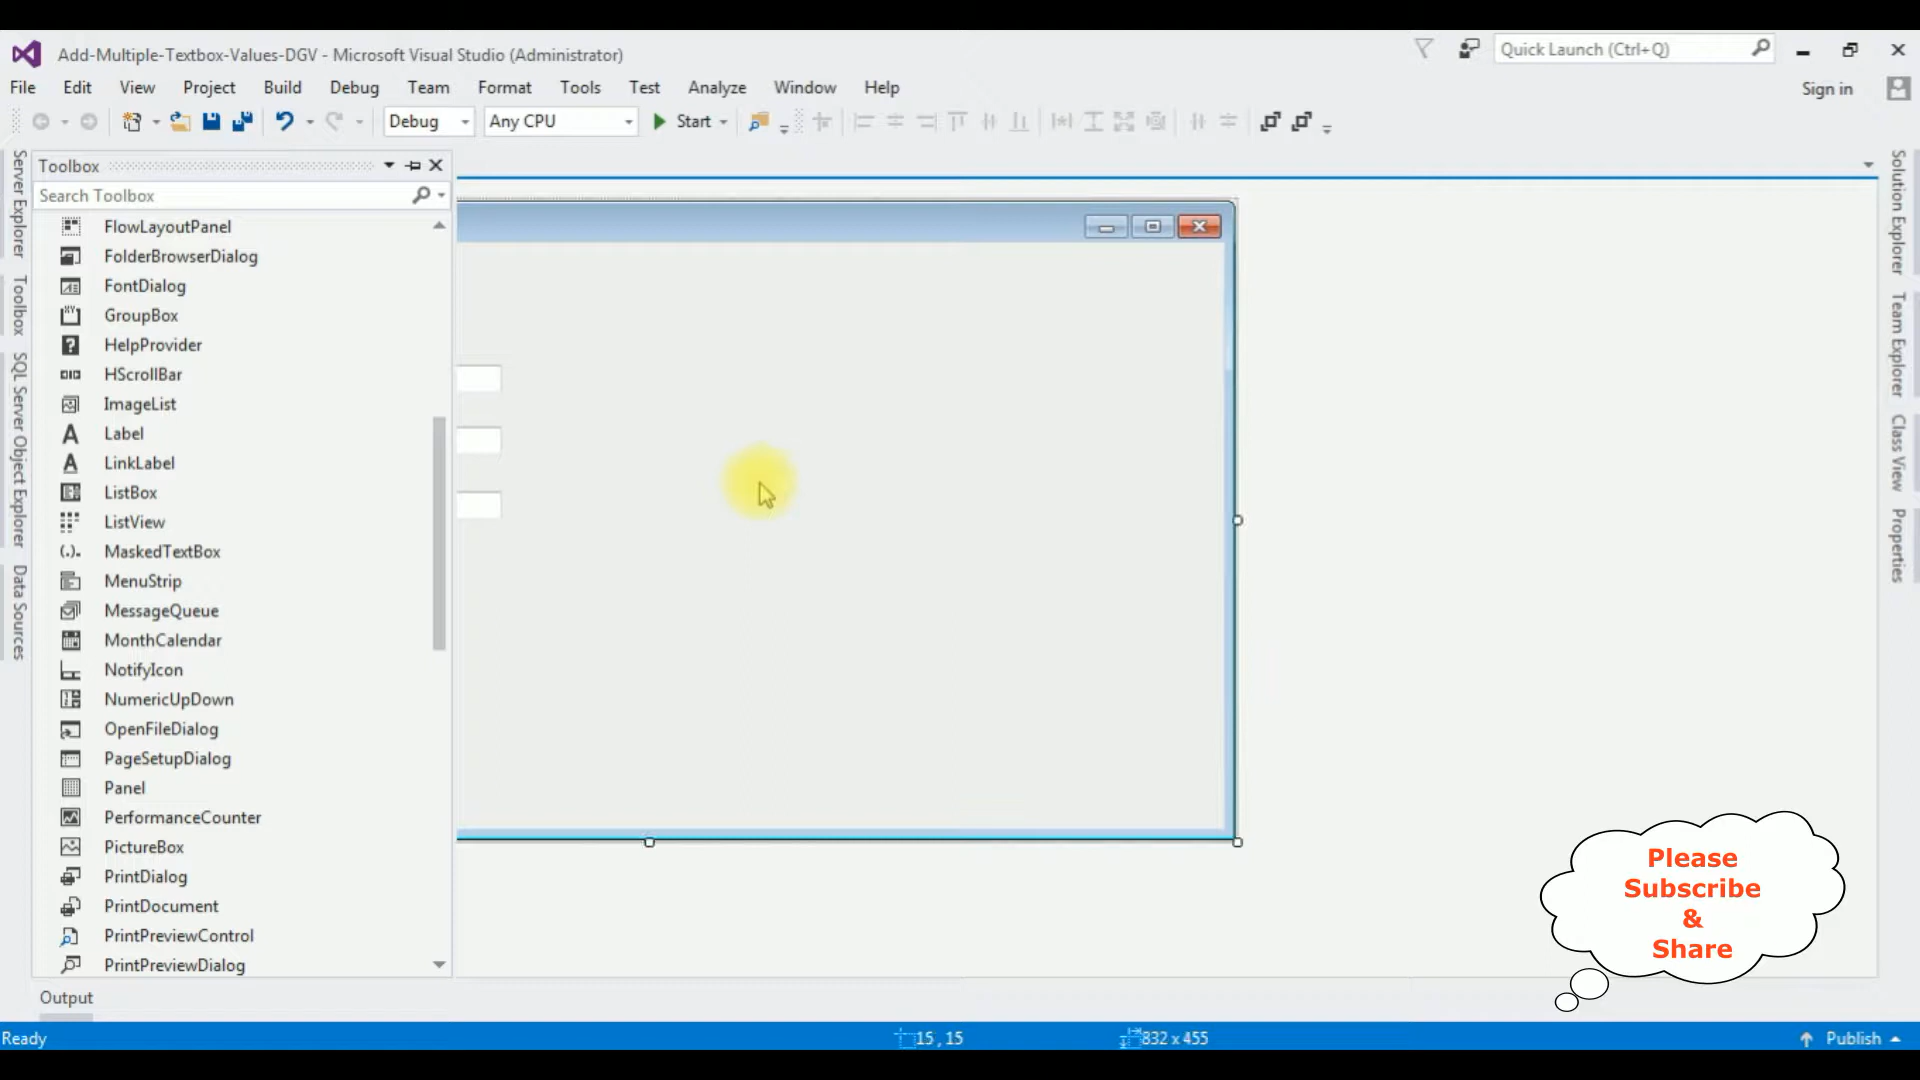 Add-Multiple-Textbox-Values-DGV - Microsoft Visual Studio (Administrator)
Quick Launch (Ctrl+Q)
File Edit View Project Build Debug Team Format Tools Test Analyze Window Help
Sign in
Debug Any CPU Start
Server Explorer
Toolbox
SQL Server Object Explorer
Data Sources
Toolbox
Search Toolbox
FlowLayoutPanel
FolderBrowserDialog
FontDialog
GroupBox
HelpProvider
HScrollBar
ImageList
Label
LinkLabel
ListBox
ListView
MaskedTextBox
MenuStrip
MessageQueue
MonthCalendar
NotifyIcon
NumericUpDown
OpenFileDialog
PageSetupDialog
Panel
PerformanceCounter
PictureBox
PrintDialog
PrintDocument
PrintPreviewControl
PrintPreviewDialog
Solution Explorer
Team Explorer
Class View
Properties
Please
Subscribe
&
Share
Output
Ready
15 , 15
832 x 455
Publish